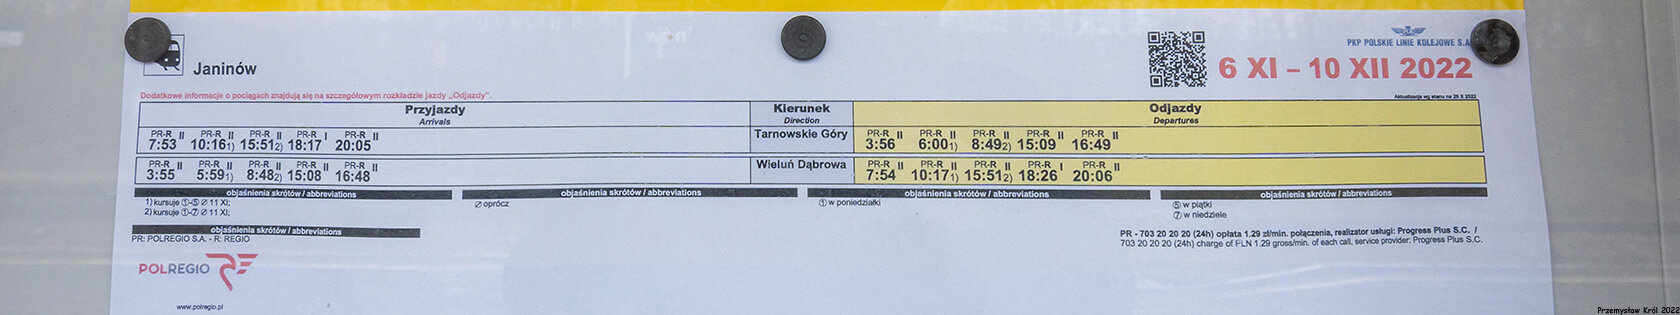 Janinów
PKP POLSKIE LINIE KOLEJOWE S.A.
6 XI – 10 XII 2022
Dodatkowe informacje o pociągach znajdują się na szczegółowym rozkładzie jazdy „Odjazdy".
Aktualizacja wg stanu na 28 X 2022
Przyjazdy Kierunek Odjazdy
Arrivals Direction Departures
PR-R II PR-R II PR-R II PR-R I PR-R II Tarnowskie Góry PR-R II PR-R II PR-R II PR-R II PR-R II
7:53 10:16 1) 15:51 2) 18:17 20:05 3:56 6:00 1) 8:49 2) 15:09 16:49
PR-R II PR-R II PR-R II PR-R II PR-R II Wieluń Dąbrowa PR-R II PR-R II PR-R II PR-R I PR-R II
3:55 5:59 1) 8:48 2) 15:08 16:48 7:54 10:17 1) 15:51 2) 18:26 20:06
objaśnienia skrótów / abbreviations objaśnienia skrótów / abbreviations objaśnienia skrótów / abbreviations objaśnienia skrótów / abbreviations
1) kursuje ①-⑤ ∅ 11 XI; ∅ oprócz ① w poniedziałki ⑤ w piątki
2) kursuje ①-⑦ ∅ 11 XI; ⑦ w niedziele
objaśnienia skrótów / abbreviations
PR: POLREGIO S.A. - R: REGIO
PR - 703 20 20 20 (24h) opłata 1.29 zł/min. połączenia, realizator usługi: Progress Plus S.C. /
703 20 20 20 (24h) charge of PLN 1.29 gross/min. of each call, service provider: Progress Plus S.C.
POLREGIO
www.polregio.pl
Przemysław Król 2022